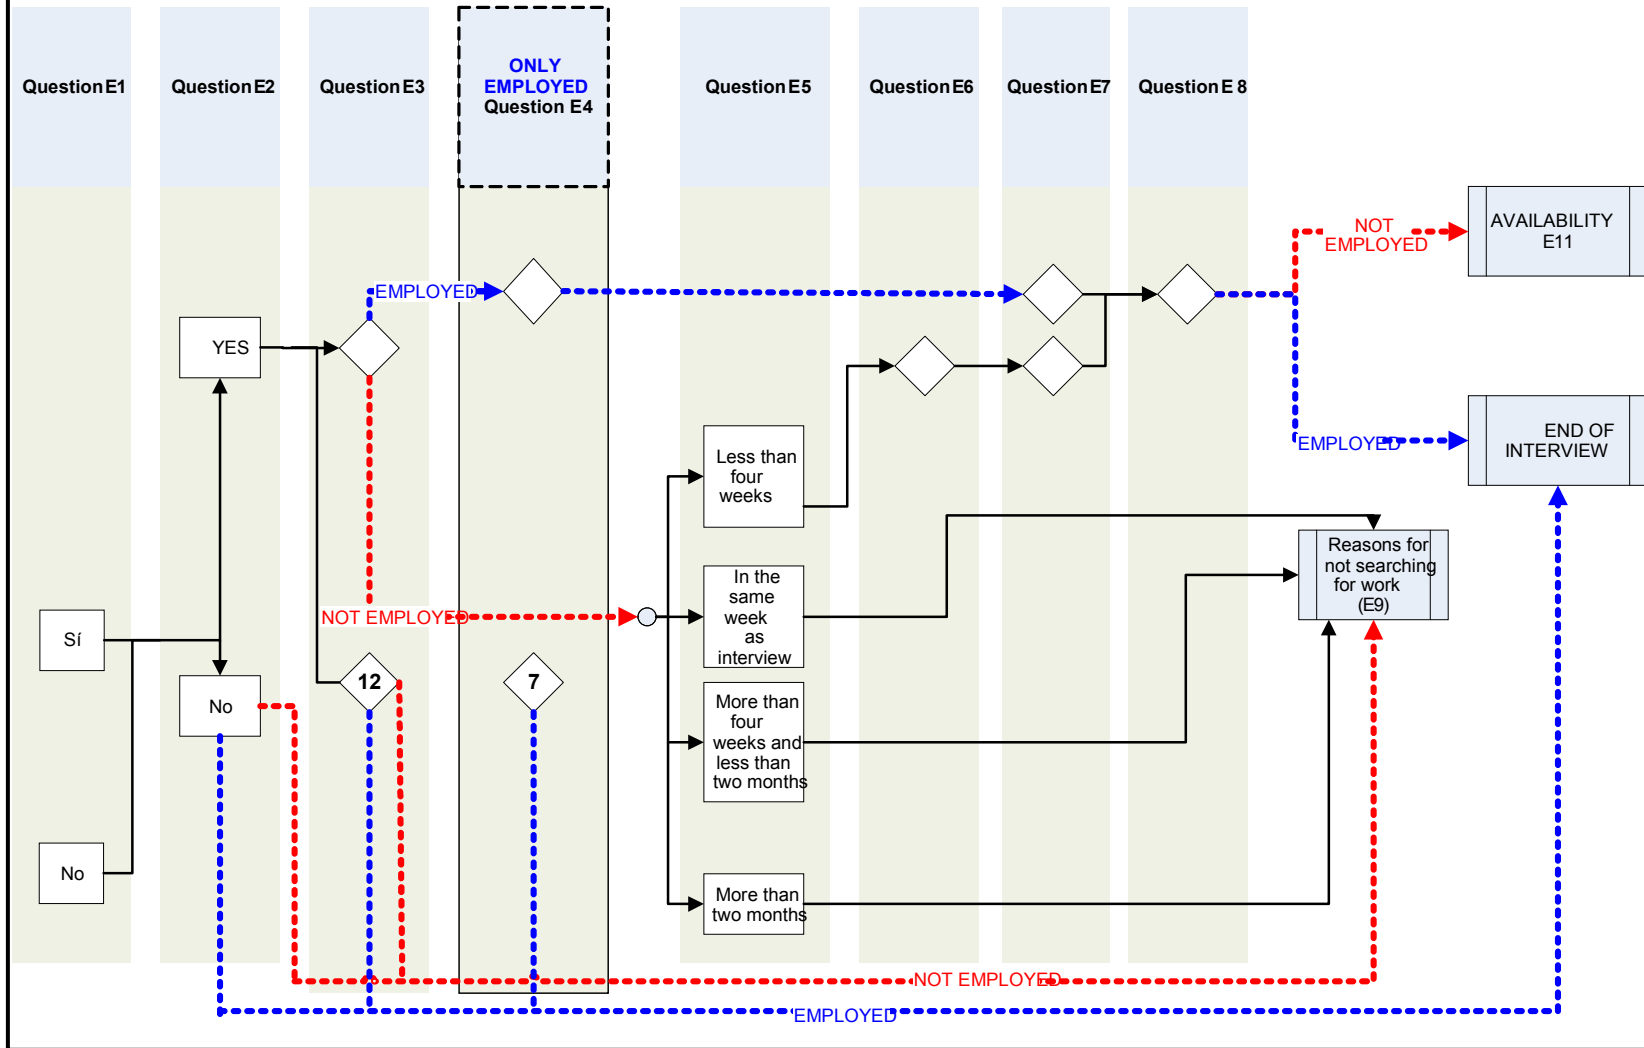 Question E1
Question E2
Question E3
ONLY
EMPLOYED
Question E4
Question E5
Question E6
Question E7
Question E 8
NOT
EMPLOYED
AVAILABILITY
E11
EMPLOYED
YES
EMPLOYED
END OF
INTERVIEW
Less than
four
weeks
Reasons for
not searching
for work
(E9)
In the
same
week
as
interview
NOT EMPLOYED
Sí
12
7
No
More than
four
weeks and
less than
two months
No
More than
two months
NOT EMPLOYED
EMPLOYED